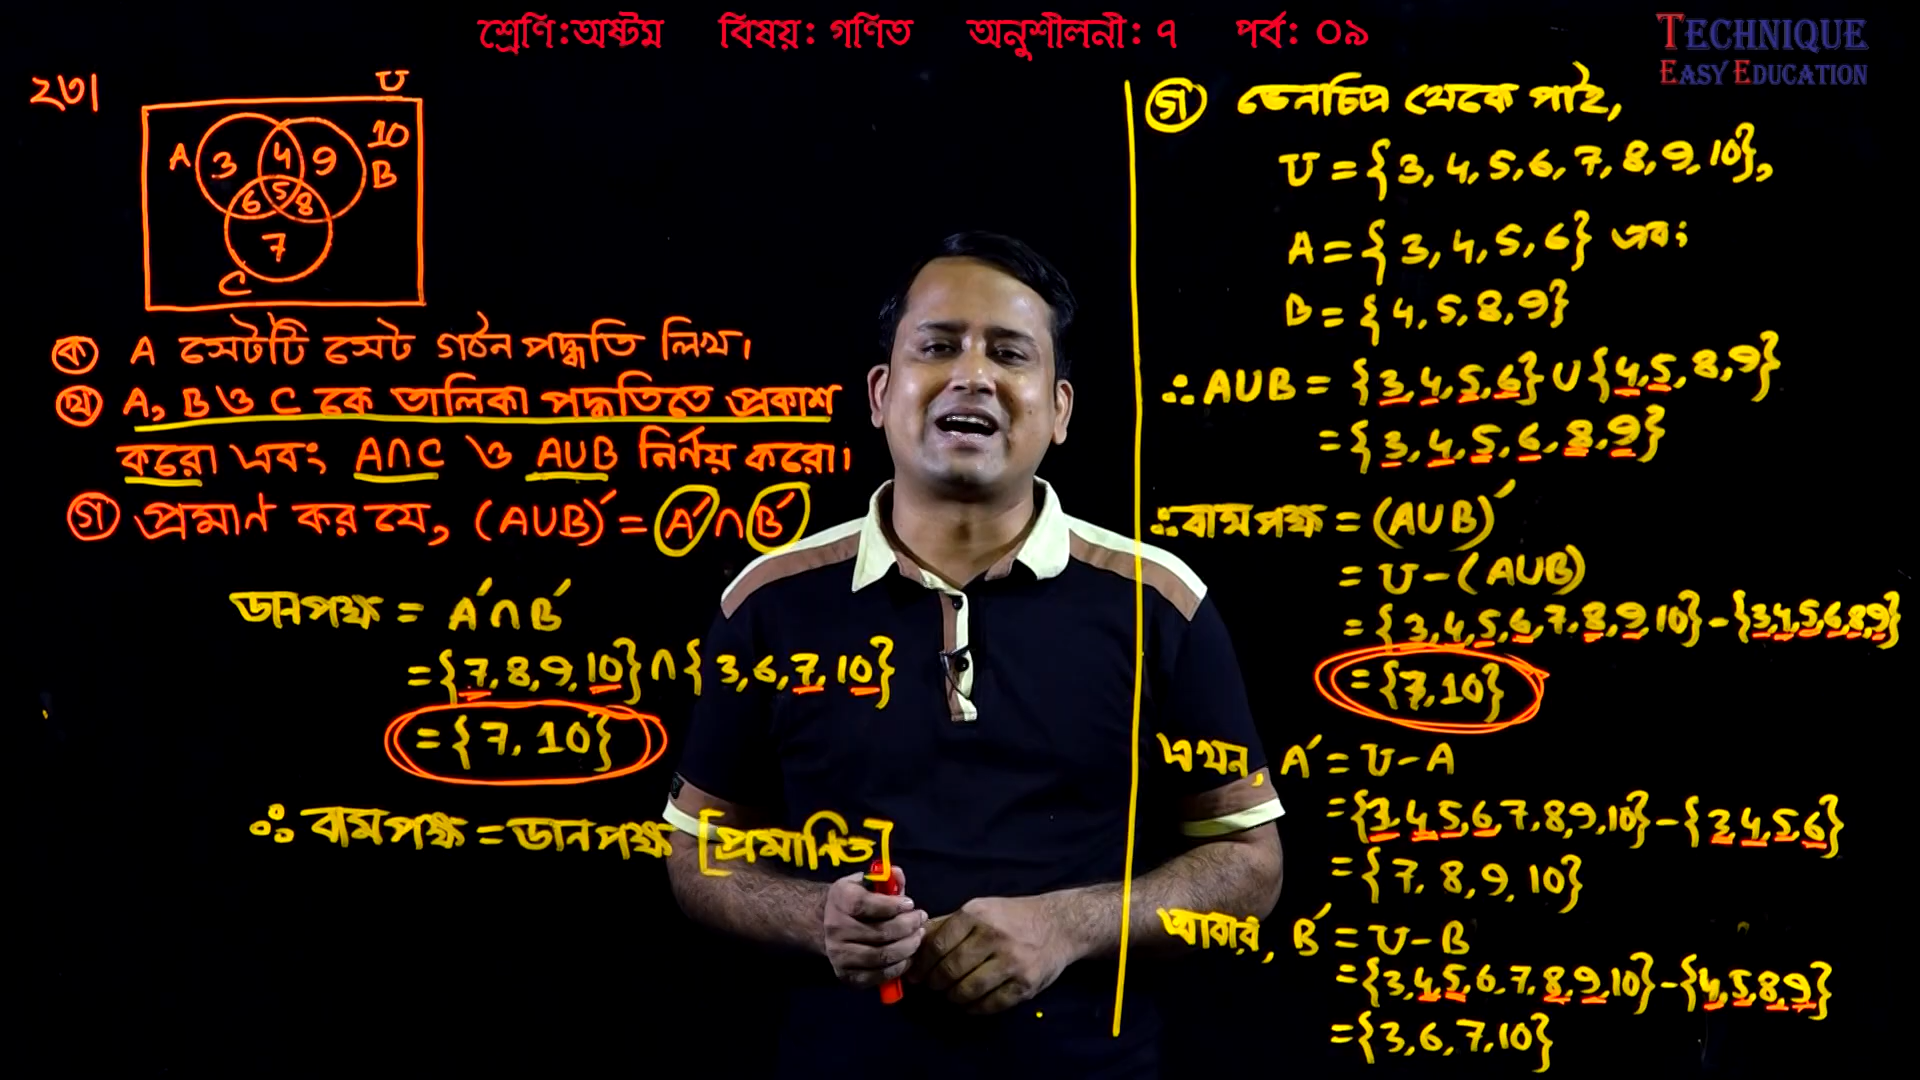 শ্রেণি:অষ্টম বিষয়: গণিত অনুশীলনী: ৭ পর্ব: ০৯
TECHNIQUE
EASY EDUCATION
২৩।
U
A 3 4 9 10
B
6 5 8
7
C
ক A সেটটি সেট গঠন পদ্ধতি লিখ।
খ A, B ও C কে তালিকা পদ্ধতিতে প্রকাশ
করো এবং A∩C ও A∪B নির্ণয় করো।
গ প্রমাণ কর যে, (A∪B)′ = A′∩B′
ডানপক্ষ = A′∩B′
= {7,8,9,10} ∩ {3,6,7,10}
= {7, 10}
∴ বামপক্ষ = ডানপক্ষ [প্রমাণিত]
গ ভেনচিত্র থেকে পাই,
U = {3, 4, 5, 6, 7, 8, 9, 10},
A = {3, 4, 5, 6} এবং
B = {4, 5, 8, 9}
∴ A∪B = {3, 4, 5, 6} ∪ {4, 5, 8, 9}
= {3, 4, 5, 6, 8, 9}
∴ বামপক্ষ = (A∪B)′
= U - (A∪B)
= {3, 4, 5, 6, 7, 8, 9, 10} - {3,4,5,6,8,9}
= {7, 10}
এখন, A′ = U - A
= {3, 4, 5, 6, 7, 8, 9, 10} - {3, 4, 5, 6}
= {7, 8, 9, 10}
আবার, B′ = U - B
= {3, 4, 5, 6, 7, 8, 9, 10} - {4, 5, 8, 9}
= {3, 6, 7, 10}